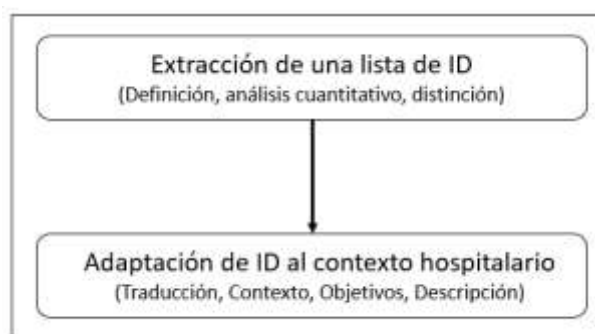 Extracción de una lista de ID
(Definición, análisis cuantitativo, distinción)
Adaptación de ID al contexto hospitalario
(Traducción, Contexto, Objetivos, Descripción)